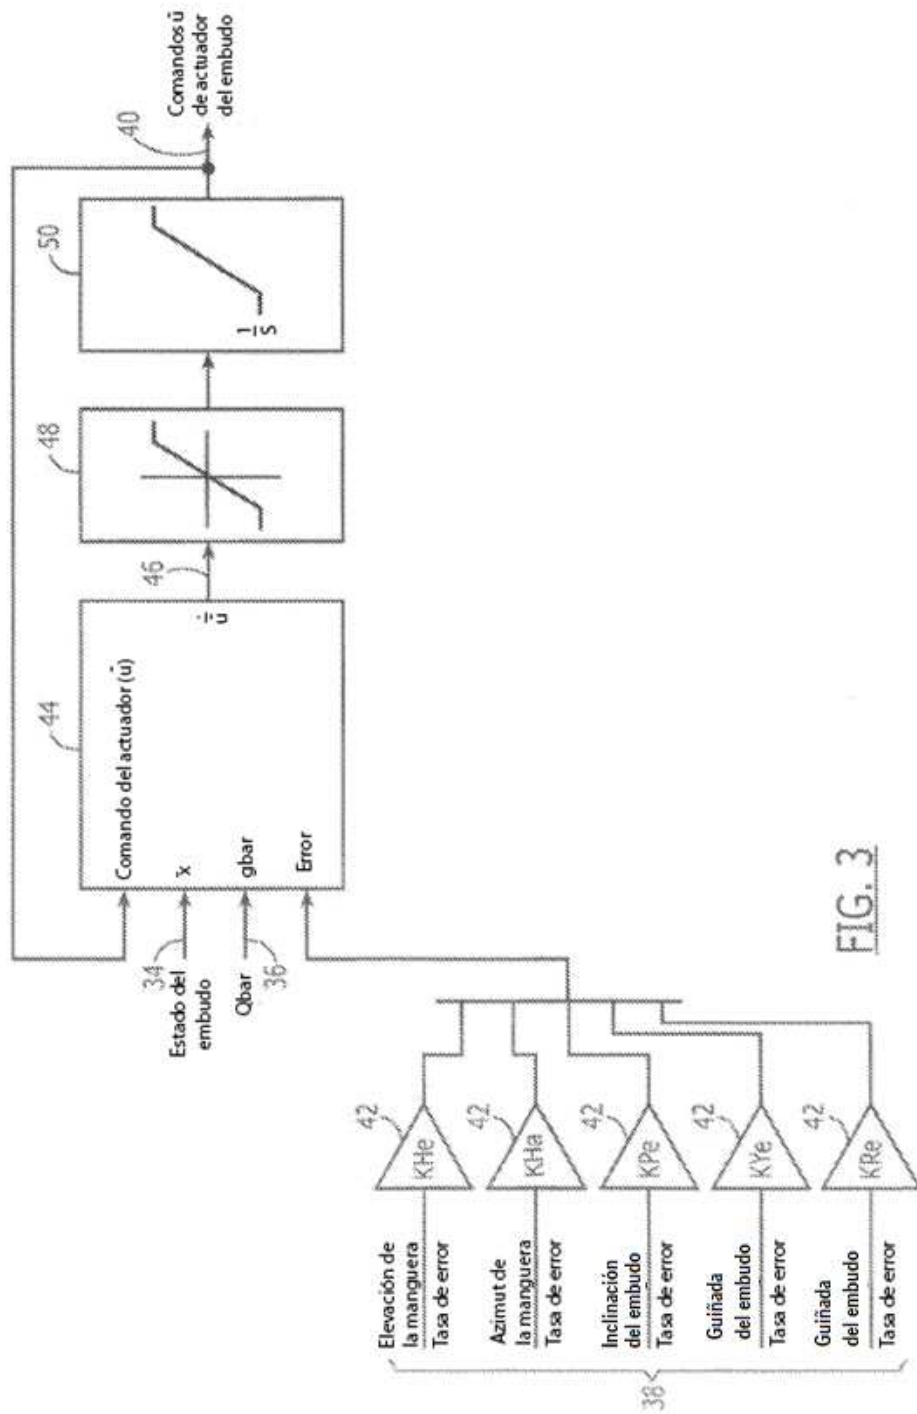 Comandos ū
de actuador
del embudo
40
50
1
S
48
46
u
44
Comando del actuador (u)
x
gbar
Error
34
Estado del
embudo
Qbar
36
42
KHe
42
KHa
42
KPe
42
KYe
42
KRe
Elevación de
la manguera
Tasa de error
Azimut de
la manguera
Tasa de error
Inclinación
del embudo
Tasa de error
Guiñada
del embudo
Tasa de error
Guiñada
del embudo
Tasa de error
38
FIG. 3